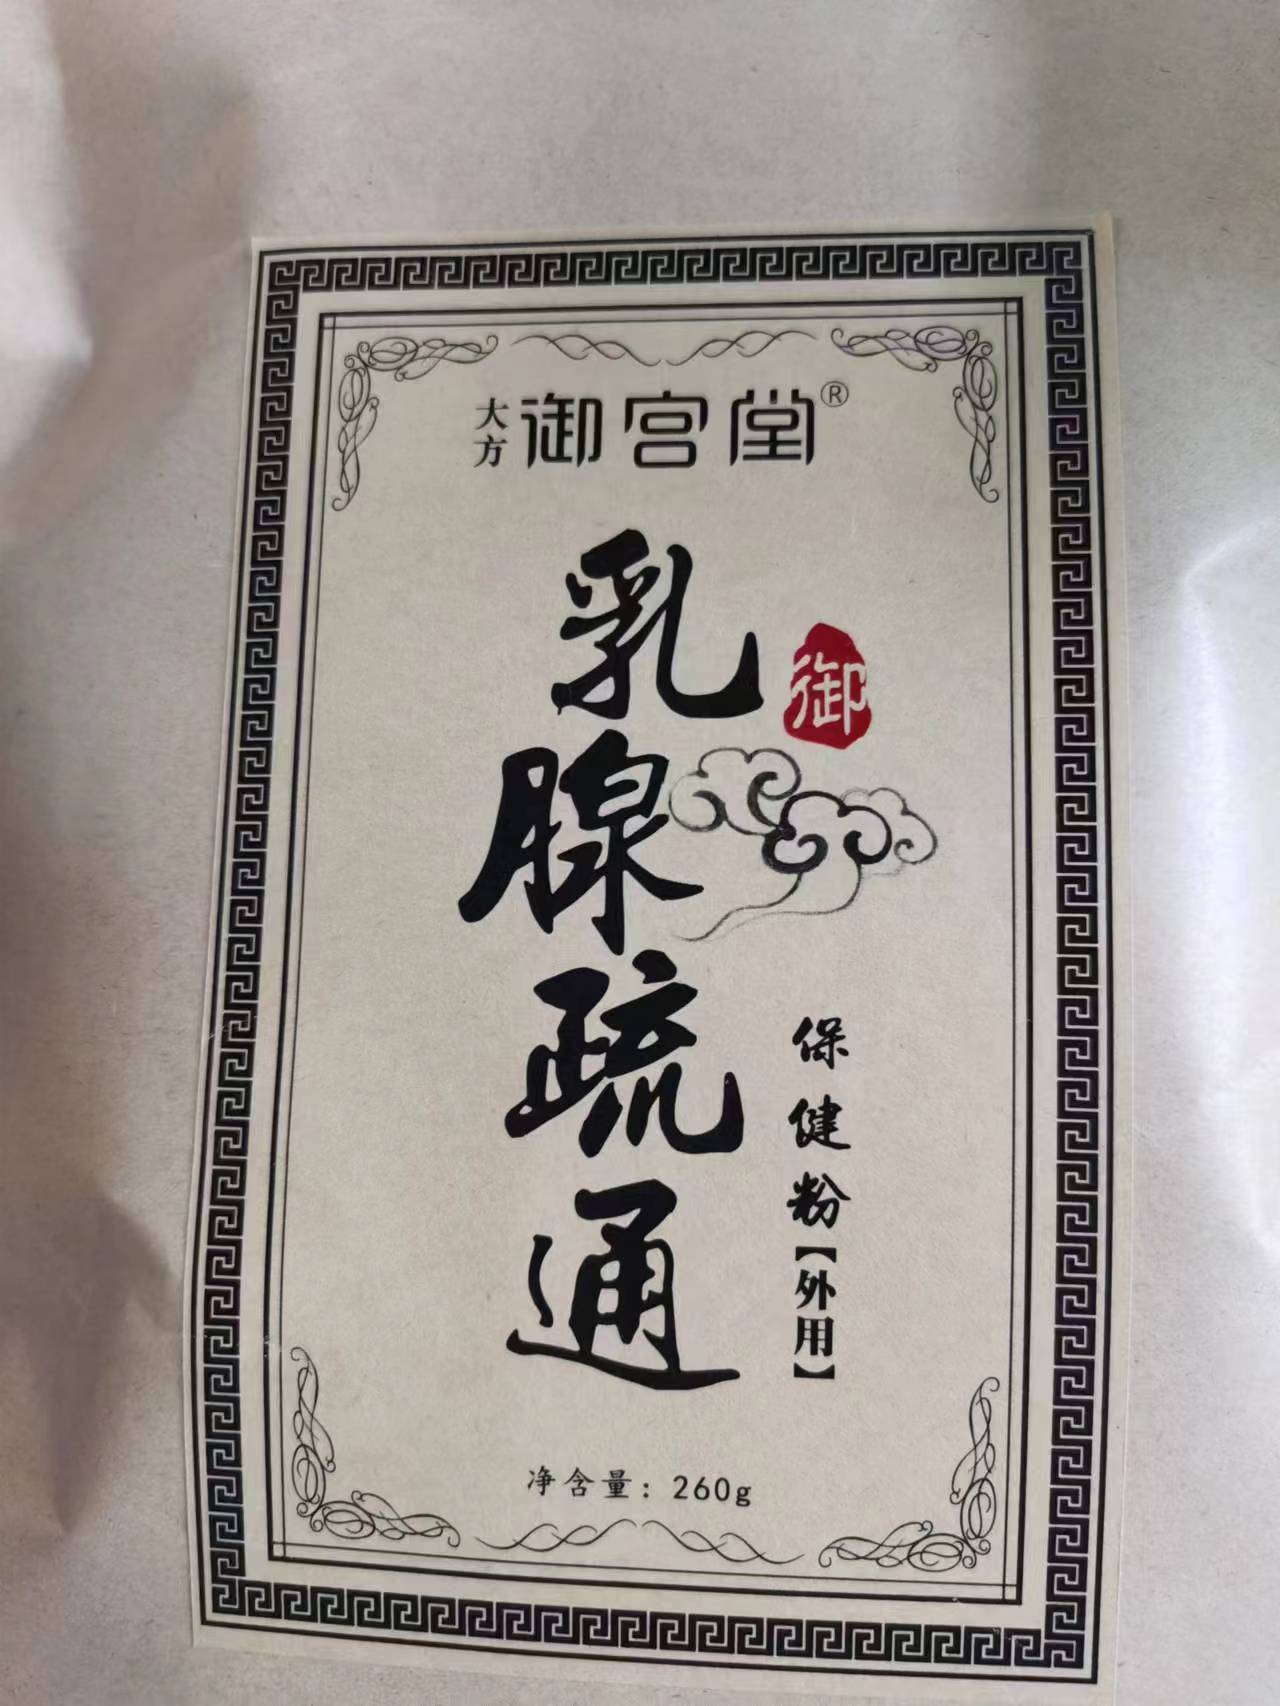 大方 御宫堂®
乳腺疏通
御
保健粉【外用】
净含量：260g